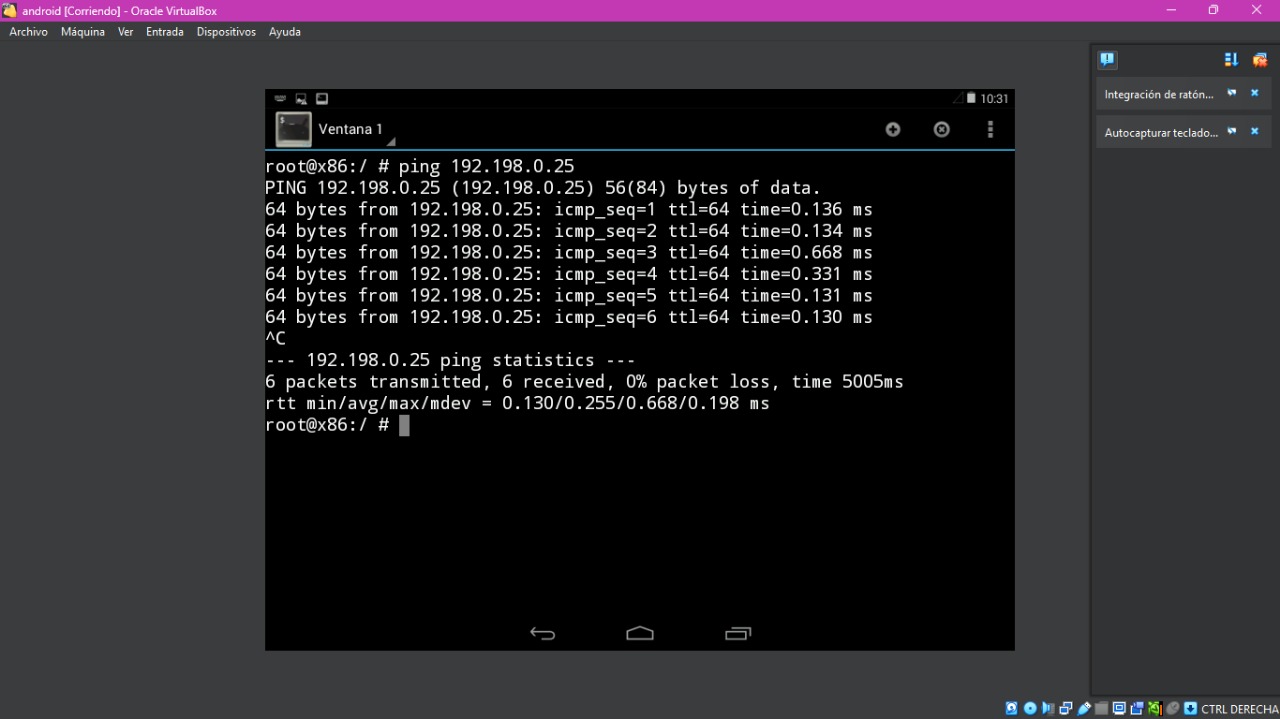 android [Corriendo] - Oracle VirtualBox
Archivo Máquina Ver Entrada Dispositivos Ayuda
10:31
Ventana 1
Integración de ratón...
Autocapturar teclado...
root@x86:/ # ping 192.198.0.25
PING 192.198.0.25 (192.198.0.25) 56(84) bytes of data.
64 bytes from 192.198.0.25: icmp_seq=1 ttl=64 time=0.136 ms
64 bytes from 192.198.0.25: icmp_seq=2 ttl=64 time=0.134 ms
64 bytes from 192.198.0.25: icmp_seq=3 ttl=64 time=0.668 ms
64 bytes from 192.198.0.25: icmp_seq=4 ttl=64 time=0.331 ms
64 bytes from 192.198.0.25: icmp_seq=5 ttl=64 time=0.131 ms
64 bytes from 192.198.0.25: icmp_seq=6 ttl=64 time=0.130 ms
^C
--- 192.198.0.25 ping statistics ---
6 packets transmitted, 6 received, 0% packet loss, time 5005ms
rtt min/avg/max/mdev = 0.130/0.255/0.668/0.198 ms
root@x86:/ #
CTRL DERECHA